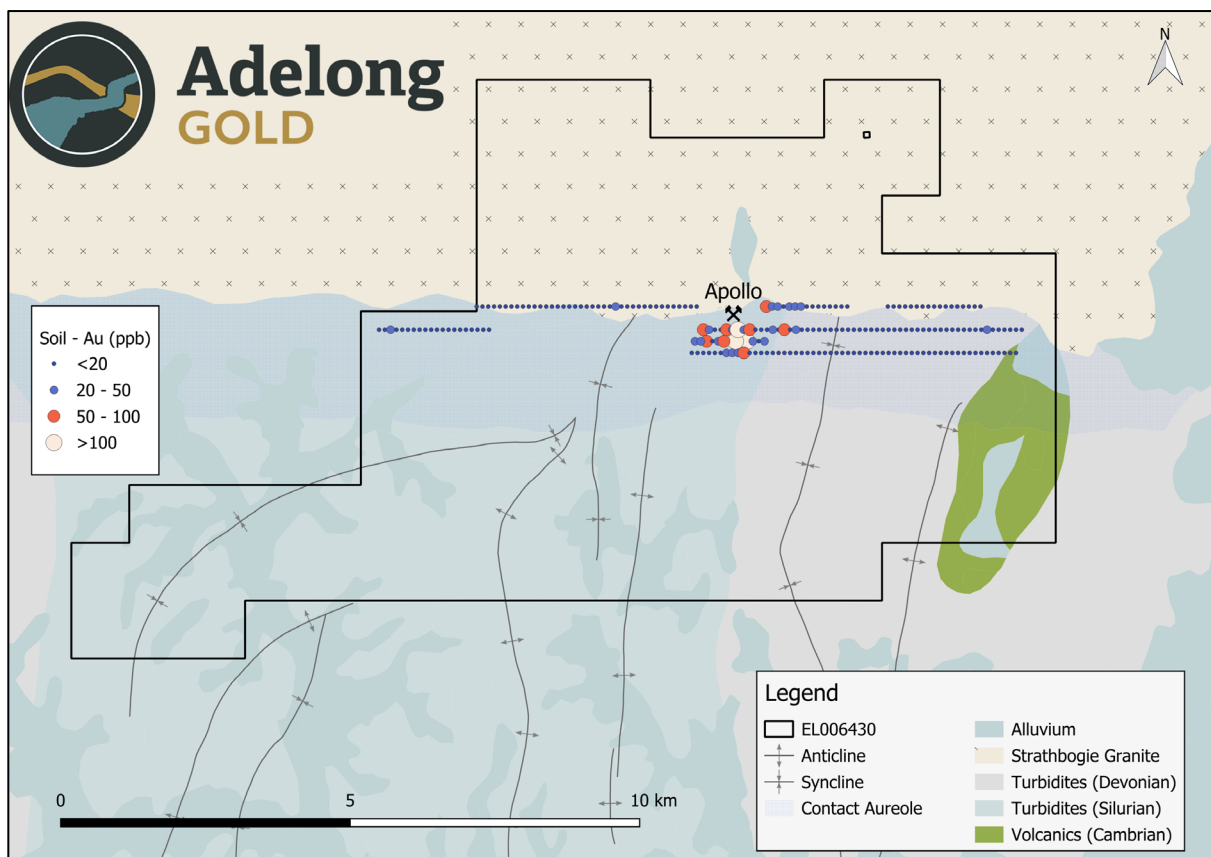 Adelong
GOLD
N
Apollo
Soil - Au (ppb)
<20
20 - 50
50 - 100
>100
Legend
EL006430
Anticline
Syncline
Contact Aureole
Alluvium
Strathbogie Granite
Turbidites (Devonian)
Turbidites (Silurian)
Volcanics (Cambrian)
0 5 10 km